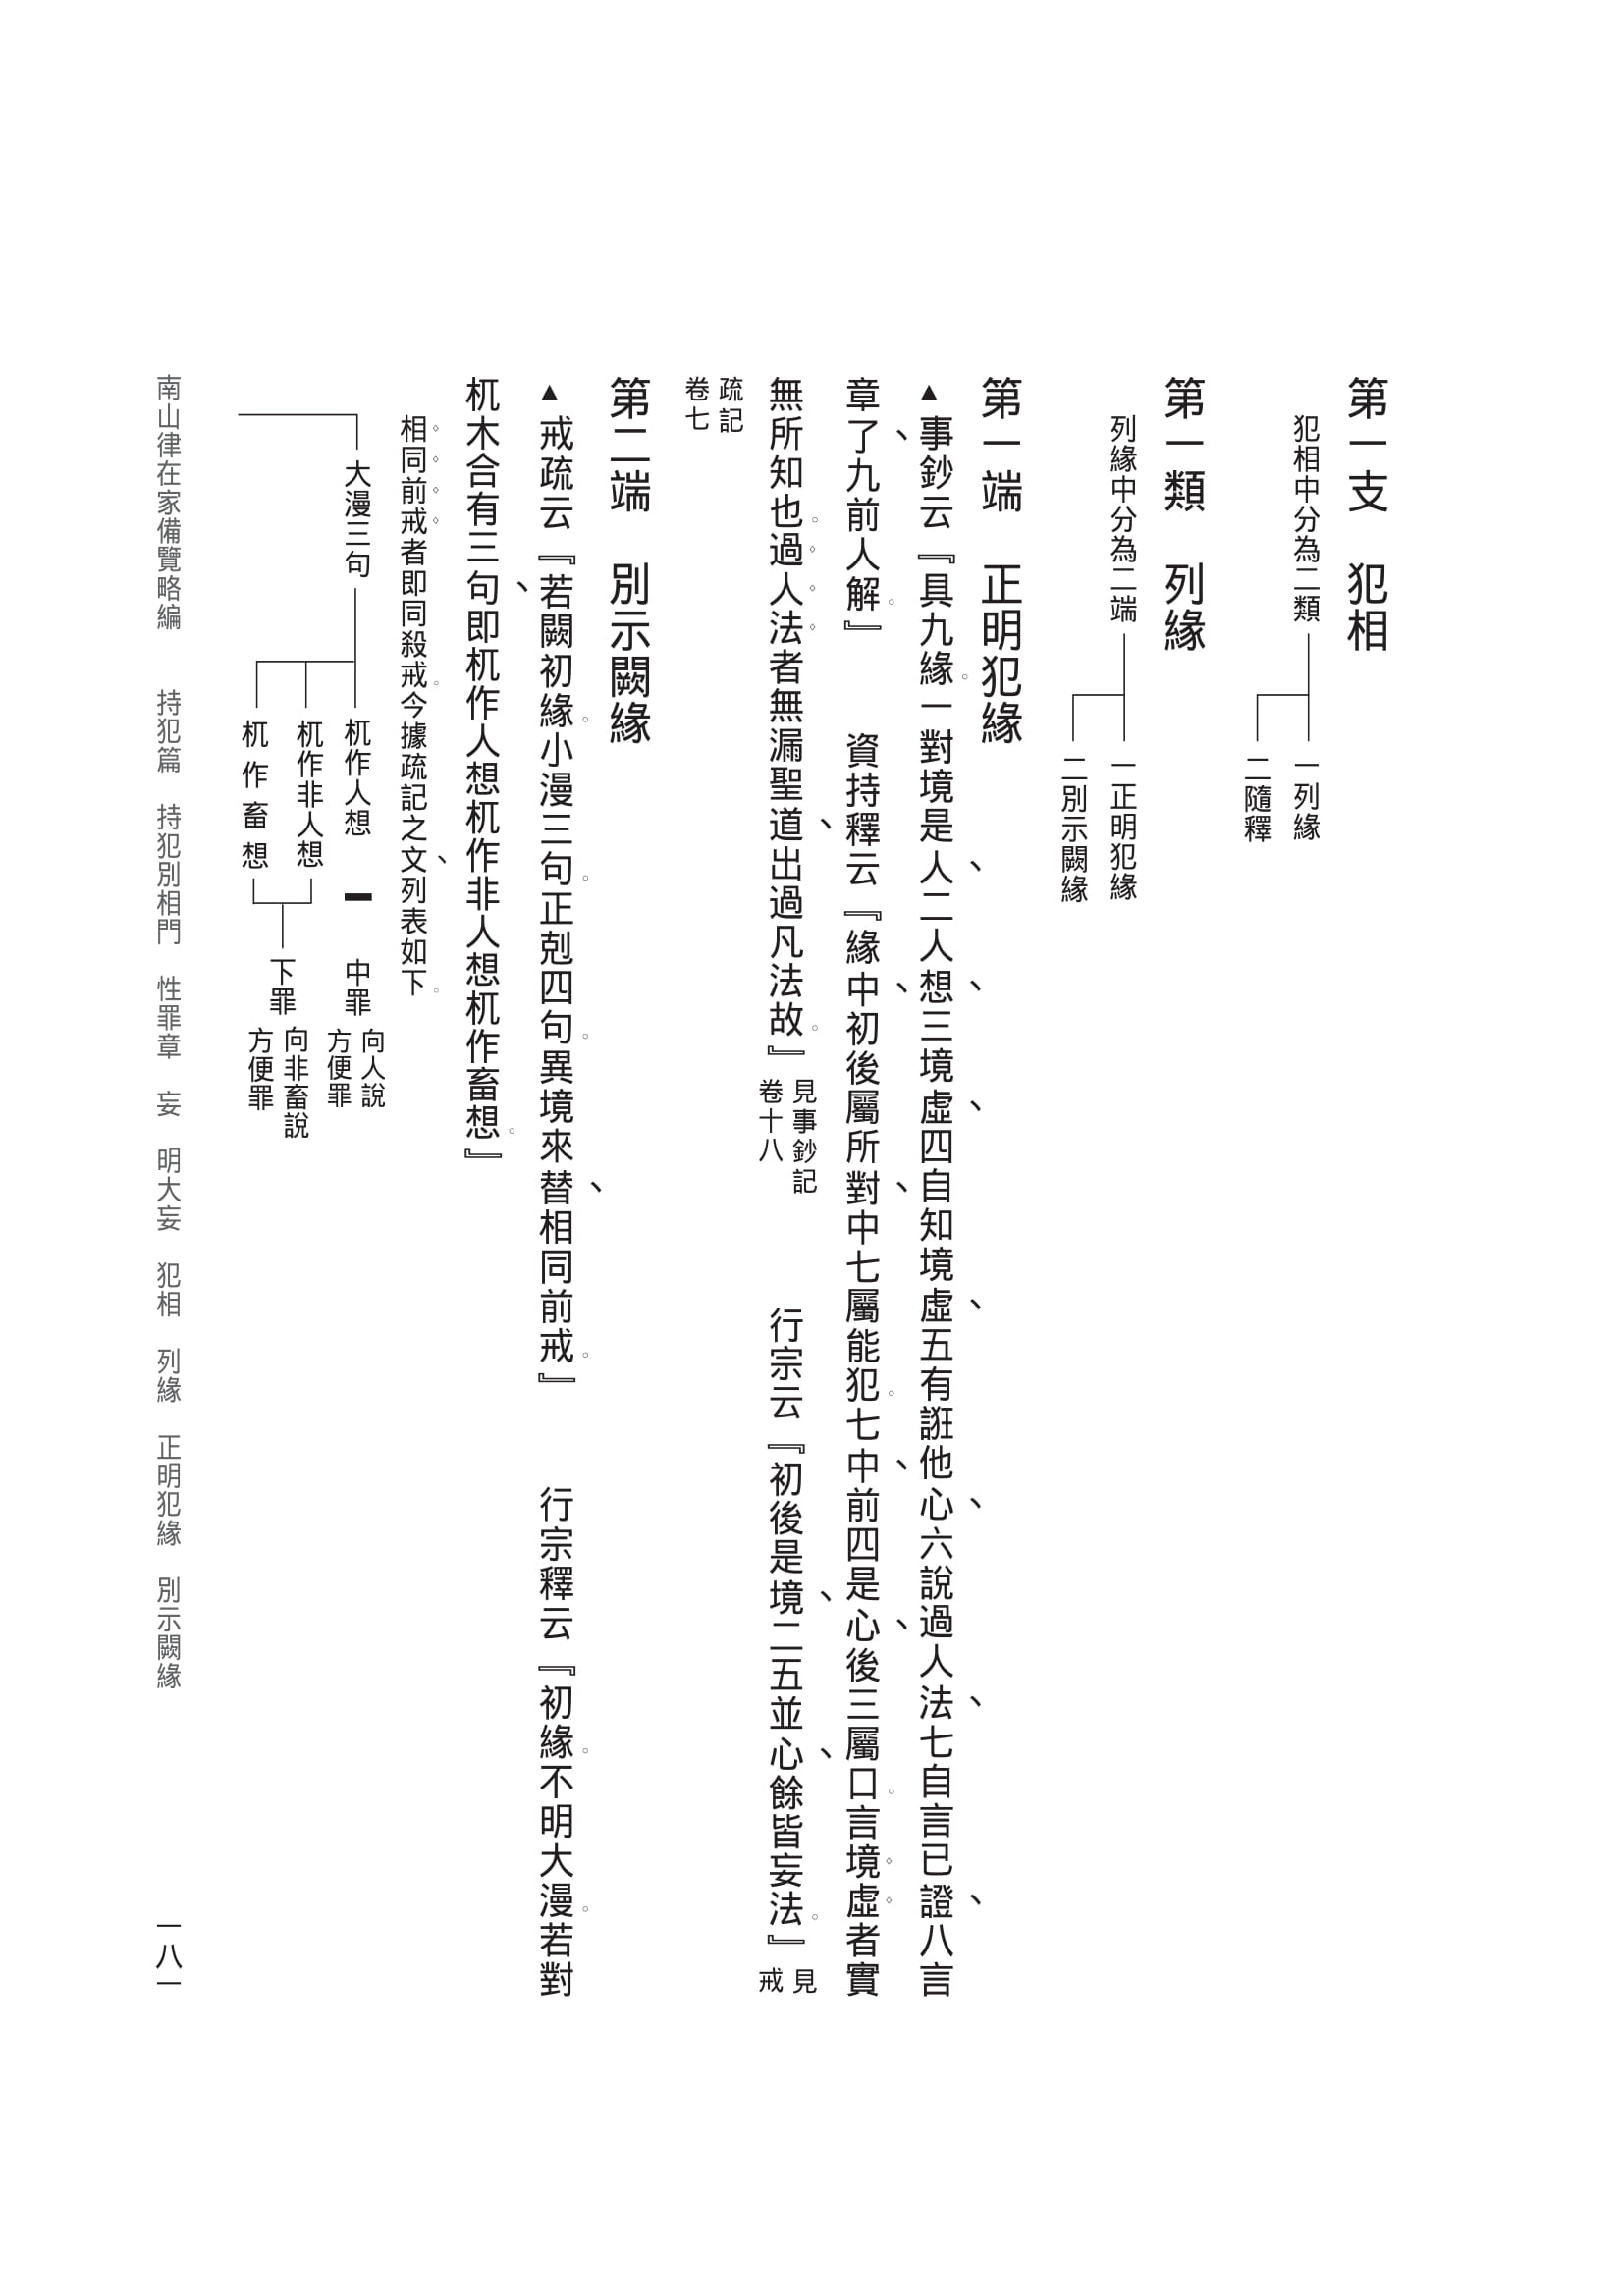 第一支　犯相
犯相中分為二類
一列緣
二隨釋
第一類　列緣
列緣中分為二端
一正明犯緣
二別示闕緣
第一端　正明犯緣
▲事鈔云『具九緣。一對境是人、二人想、三境虛、四自知境虛、五有誑他心、六說過人法、七自言已證、八言
章了、九前人解。』　　資持釋云『緣中、初後屬所對、中七屬能犯。七中、前四是心、後三屬口。言境虛者實
無所知也。過人法者無漏聖道、出過凡法故。』見事鈔記卷十八　　行宗云『初後是境、二五並心、餘皆妄法。』見戒
疏記卷七
第二端　別示闕緣
▲戒疏云『若闕初緣。小漫三句。正剋四句。異境來替、相同前戒。』　　行宗釋云『初緣。不明大漫。若對
杌木合有三句、即杌作人想杌作非人想杌作畜想。』
相同前戒者即同殺戒。今據疏記之文、列表如下。
大漫三句
杌作人想　中罪　向人說方便罪
杌作非人想
杌作畜想
下罪　向非畜說方便罪
南山律在家備覽略編　持犯篇　持犯別相門　性罪章　妄　明大妄　犯相　列緣　正明犯緣　別示闕緣
一八一